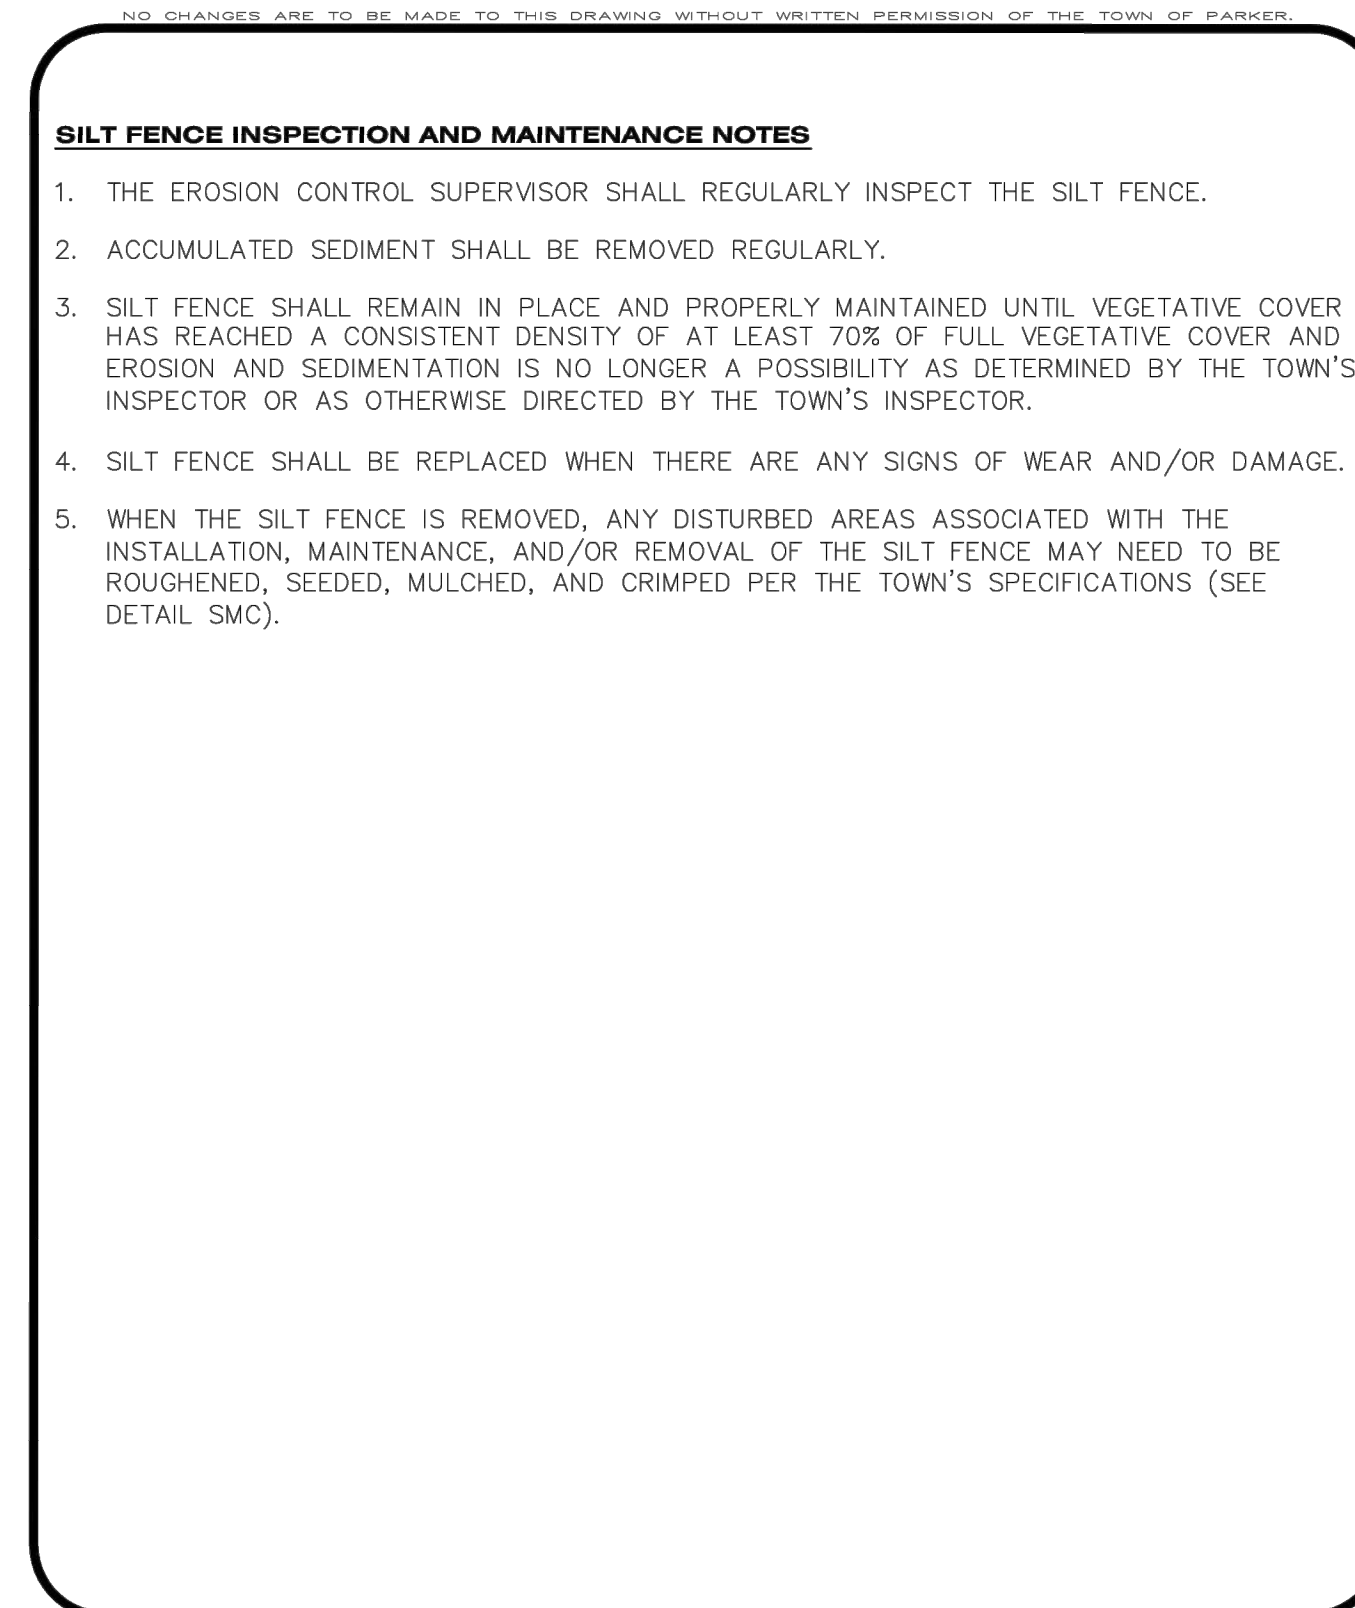 NO CHANGES ARE TO BE MADE TO THIS DRAWING WITHOUT WRITTEN PERMISSION OF THE TOWN OF PARKER.
SILT FENCE INSPECTION AND MAINTENANCE NOTES
1. THE EROSION CONTROL SUPERVISOR SHALL REGULARLY INSPECT THE SILT FENCE.
2. ACCUMULATED SEDIMENT SHALL BE REMOVED REGULARLY.
3. SILT FENCE SHALL REMAIN IN PLACE AND PROPERLY MAINTAINED UNTIL VEGETATIVE COVER
HAS REACHED A CONSISTENT DENSITY OF AT LEAST 70% OF FULL VEGETATIVE COVER AND
EROSION AND SEDIMENTATION IS NO LONGER A POSSIBILITY AS DETERMINED BY THE TOWN'S
INSPECTOR OR AS OTHERWISE DIRECTED BY THE TOWN'S INSPECTOR.
4. SILT FENCE SHALL BE REPLACED WHEN THERE ARE ANY SIGNS OF WEAR AND/OR DAMAGE.
5. WHEN THE SILT FENCE IS REMOVED, ANY DISTURBED AREAS ASSOCIATED WITH THE
INSTALLATION, MAINTENANCE, AND/OR REMOVAL OF THE SILT FENCE MAY NEED TO BE
ROUGHENED, SEEDED, MULCHED, AND CRIMPED PER THE TOWN'S SPECIFICATIONS (SEE
DETAIL SMC).